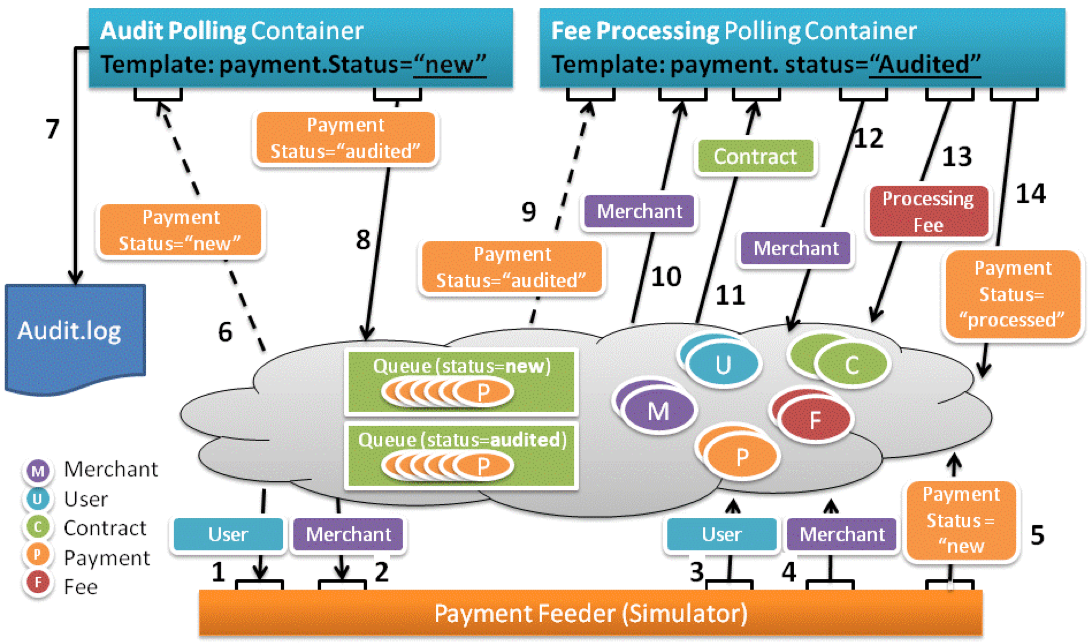 Audit Polling Container
Template: payment.Status=“new”
Fee Processing Polling Container
Template: payment. status=“Audited”
7
Payment
Status=“audited”
12
13
14
Contract
Processing
Fee
Payment
Status=“new”
9
Merchant
Merchant
8
Payment
Status=“audited”
10
11
Payment
Status=
“processed”
Audit.log
6
Queue (status=new)
P
U
C
M
F
Queue (status=audited)
P
P
M Merchant
U User
C Contract
P Payment
F Fee
User
Merchant
User
Merchant
Payment
Status =
“new
1
2
3
4
5
Payment Feeder (Simulator)